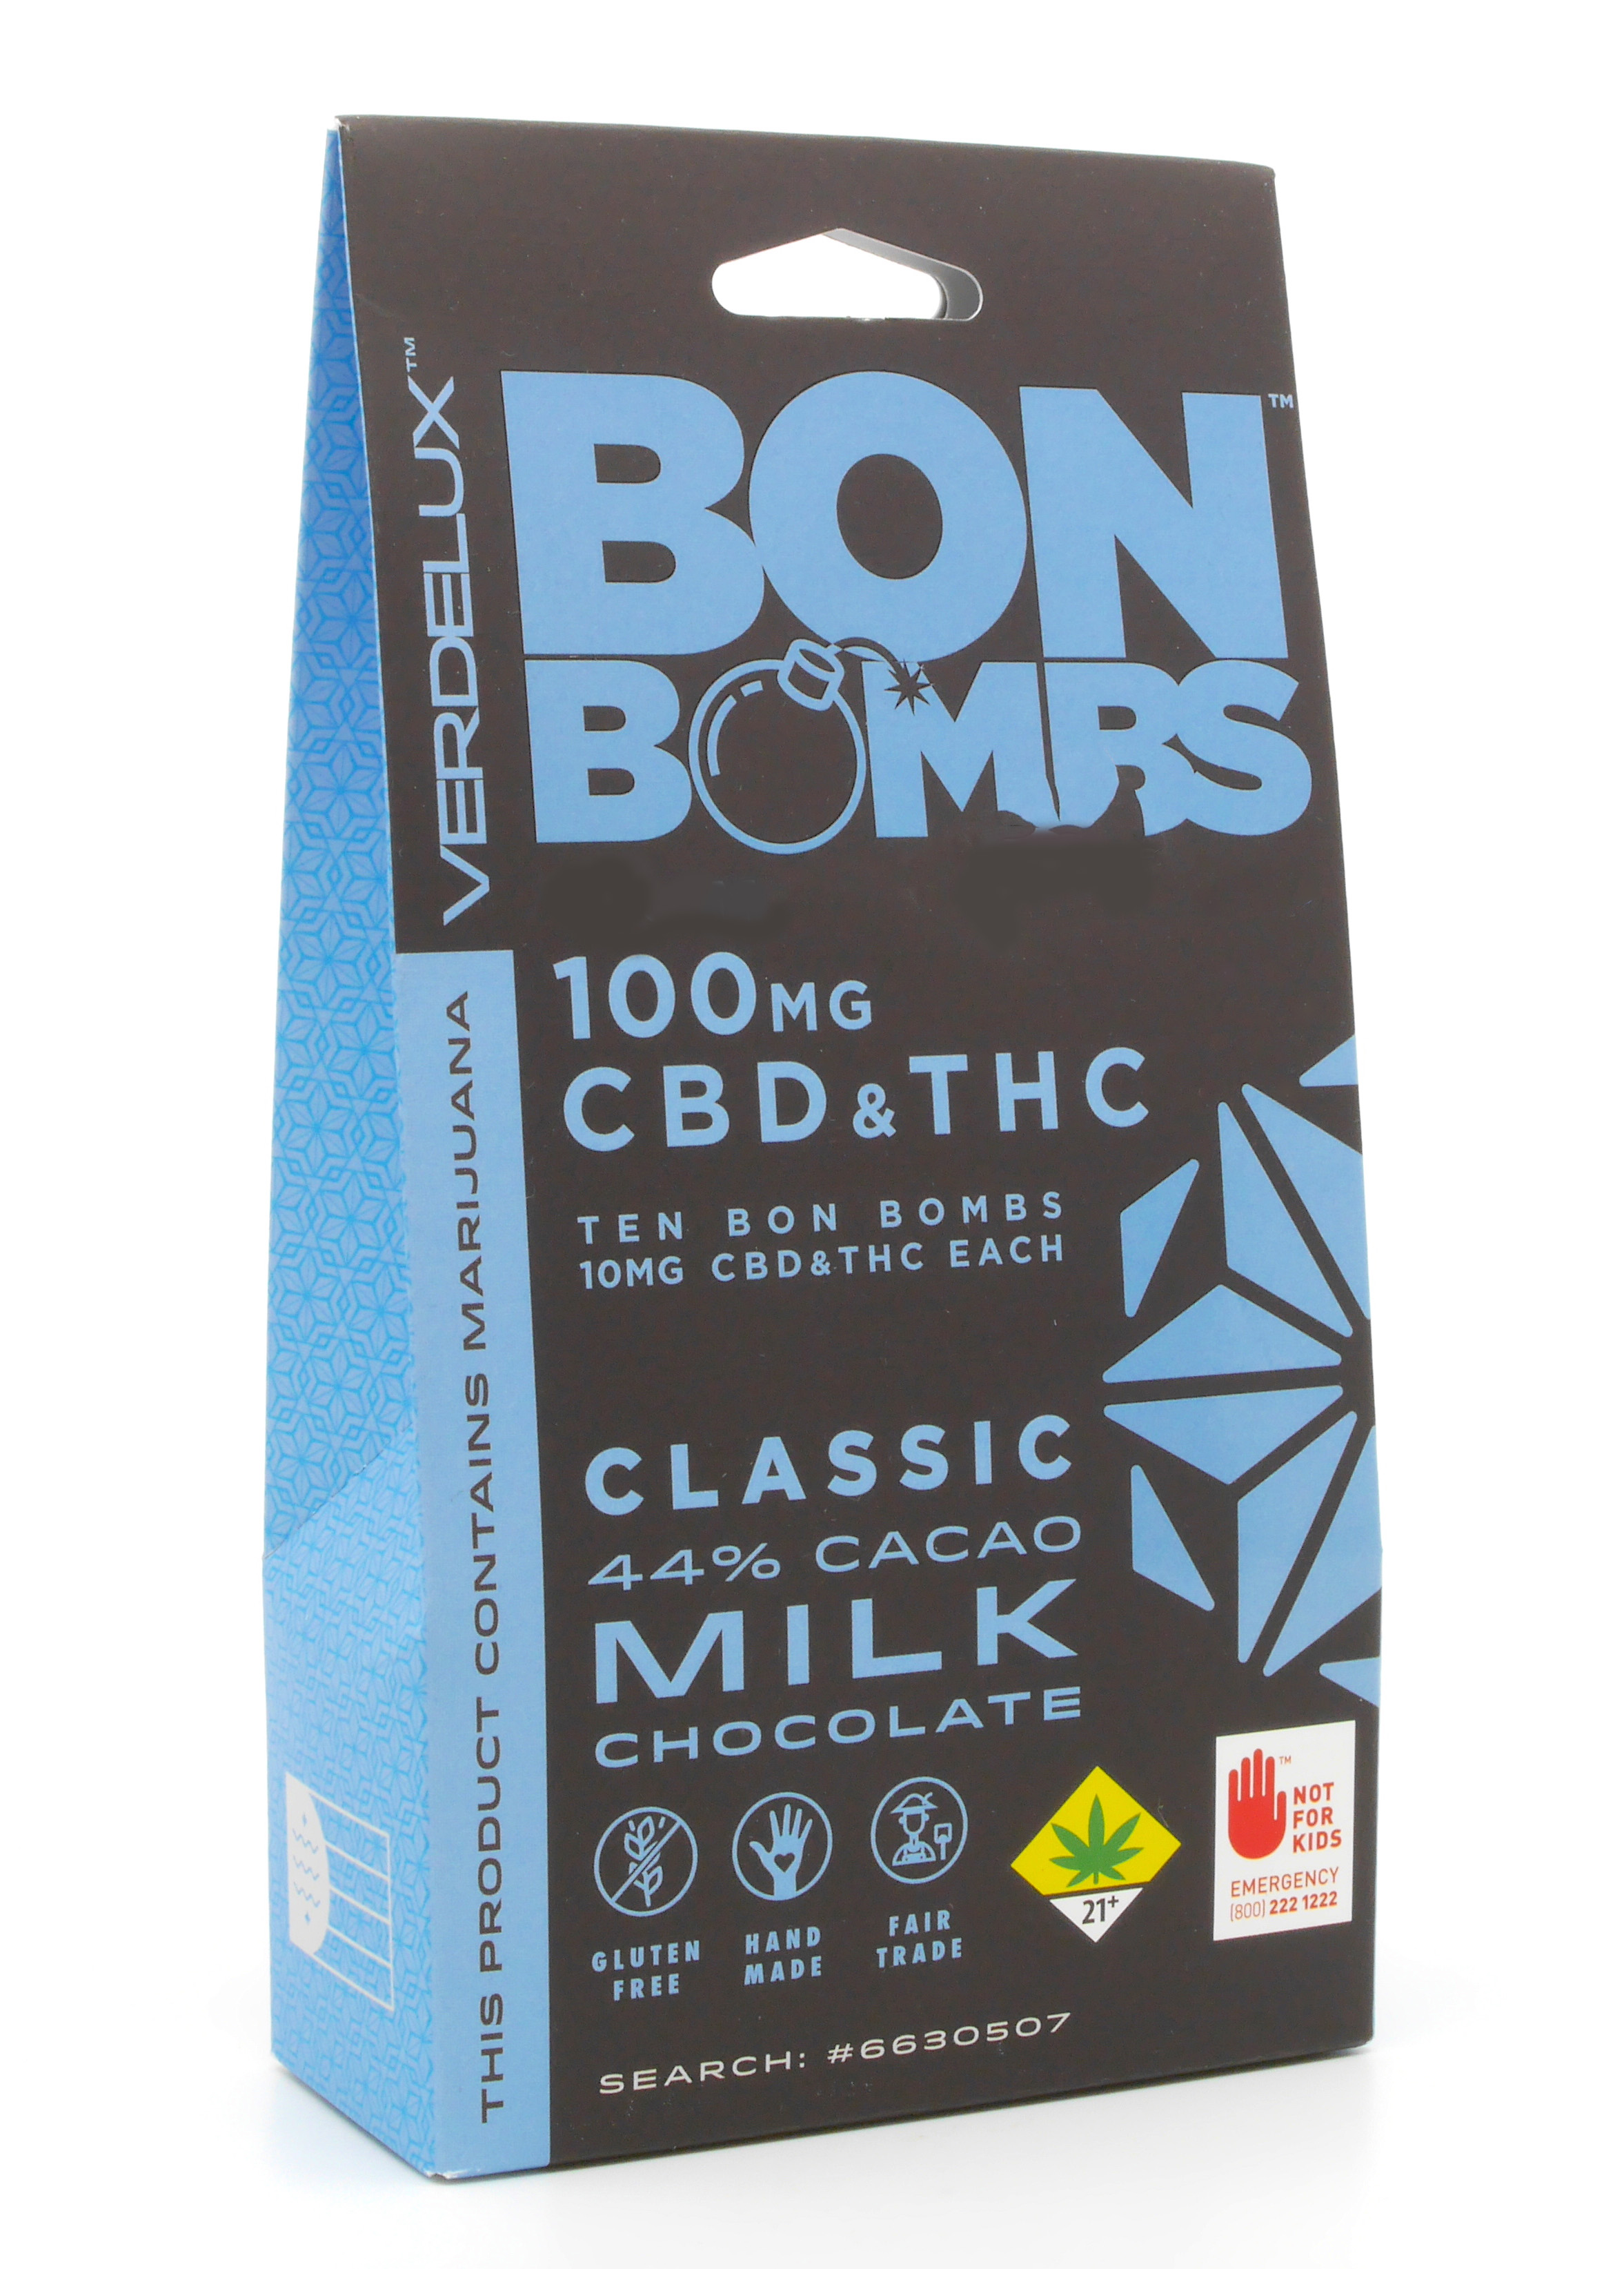 VERDELUX™
BON™
BOMBS
100MG
CBD&THC
TEN BON BOMBS
10MG CBD&THC EACH
THIS PRODUCT CONTAINS MARIJUANA
CLASSIC
44% CACAO
MILK
CHOCOLATE
GLUTEN
FREE
HAND
MADE
FAIR
TRADE
21+
™
NOT
FOR
KIDS
EMERGENCY
(800) 222 1222
SEARCH: #6630507